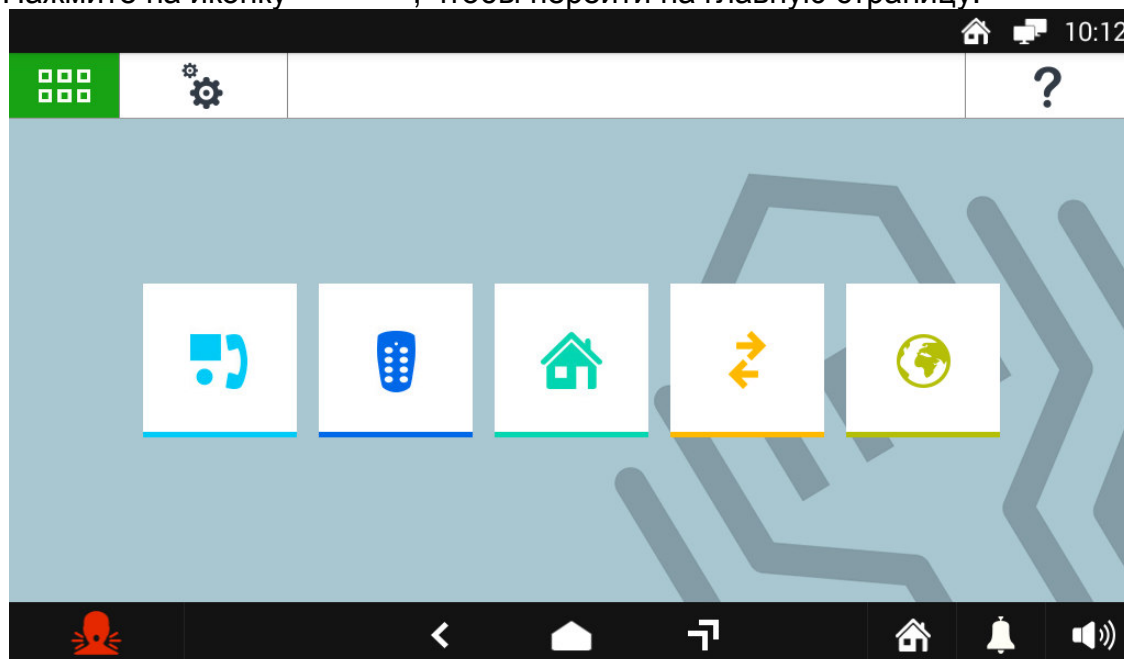 Нажмите на иконку , чтобы перейти на главную страницу.
10:12
?